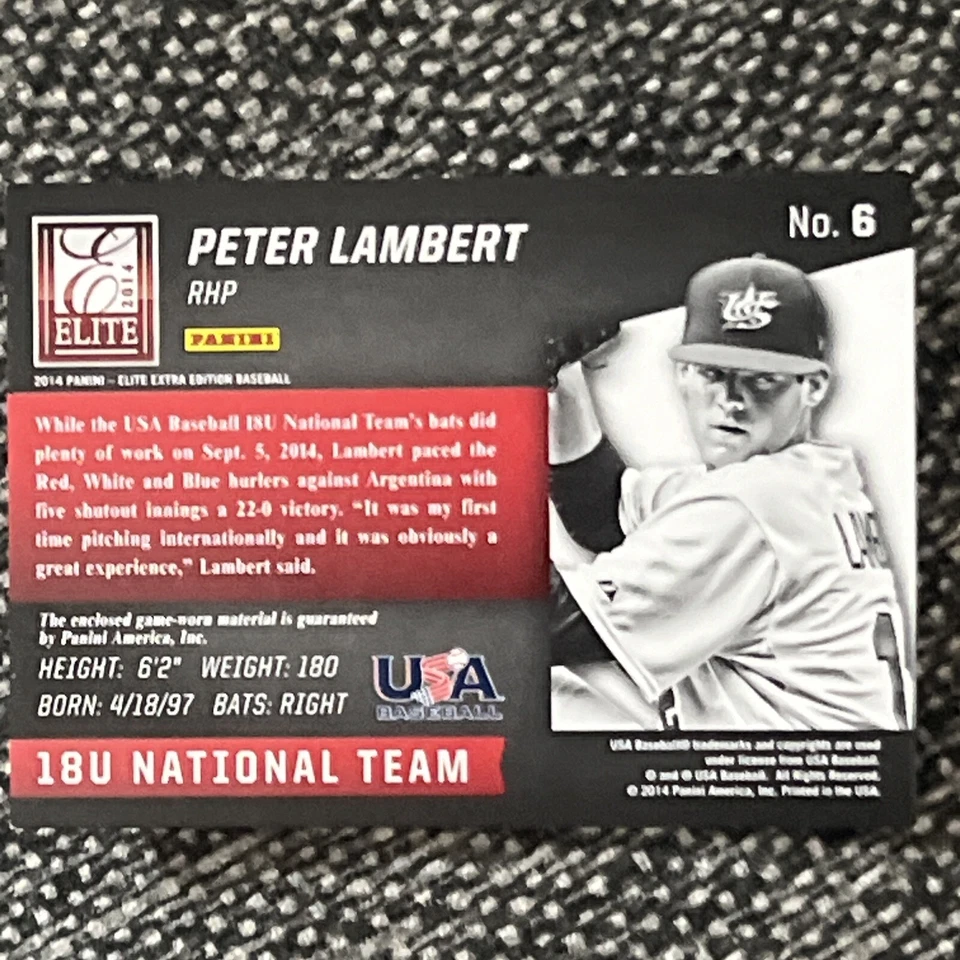 No. 6
PETER LAMBERT
RHP
2014
ELITE
PANINI
2014 PANINI – ELITE EXTRA EDITION BASEBALL
While the USA Baseball 18U National Team's bats did
plenty of work on Sept. 5, 2014, Lambert paced the
Red, White and Blue hurlers against Argentina with
five shutout innings a 22-0 victory. “It was my first
time pitching internationally and it was obviously a
great experience,” Lambert said.
The enclosed game-worn material is guaranteed
by Panini America, Inc.
HEIGHT: 6'2" WEIGHT: 180
BORN: 4/18/97 BATS: RIGHT
USA
BASEBALL
18U NATIONAL TEAM
US
USA Baseball® trademarks and copyrights are used
under license from USA Baseball.
© and ® USA Baseball. All Rights Reserved.
© 2014 Panini America, Inc. Printed in the USA.